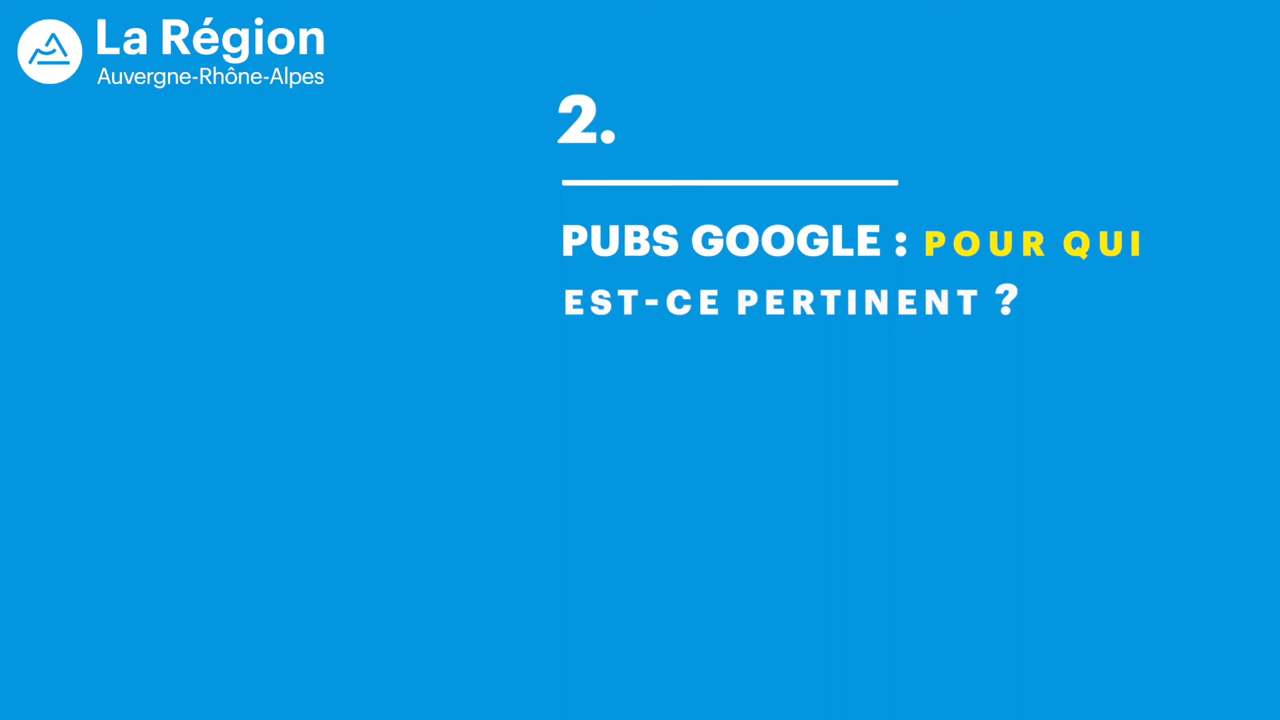 La Région
Auvergne-Rhône-Alpes
2.
PUBS GOOGLE : POUR QUI
EST-CE PERTINENT ?